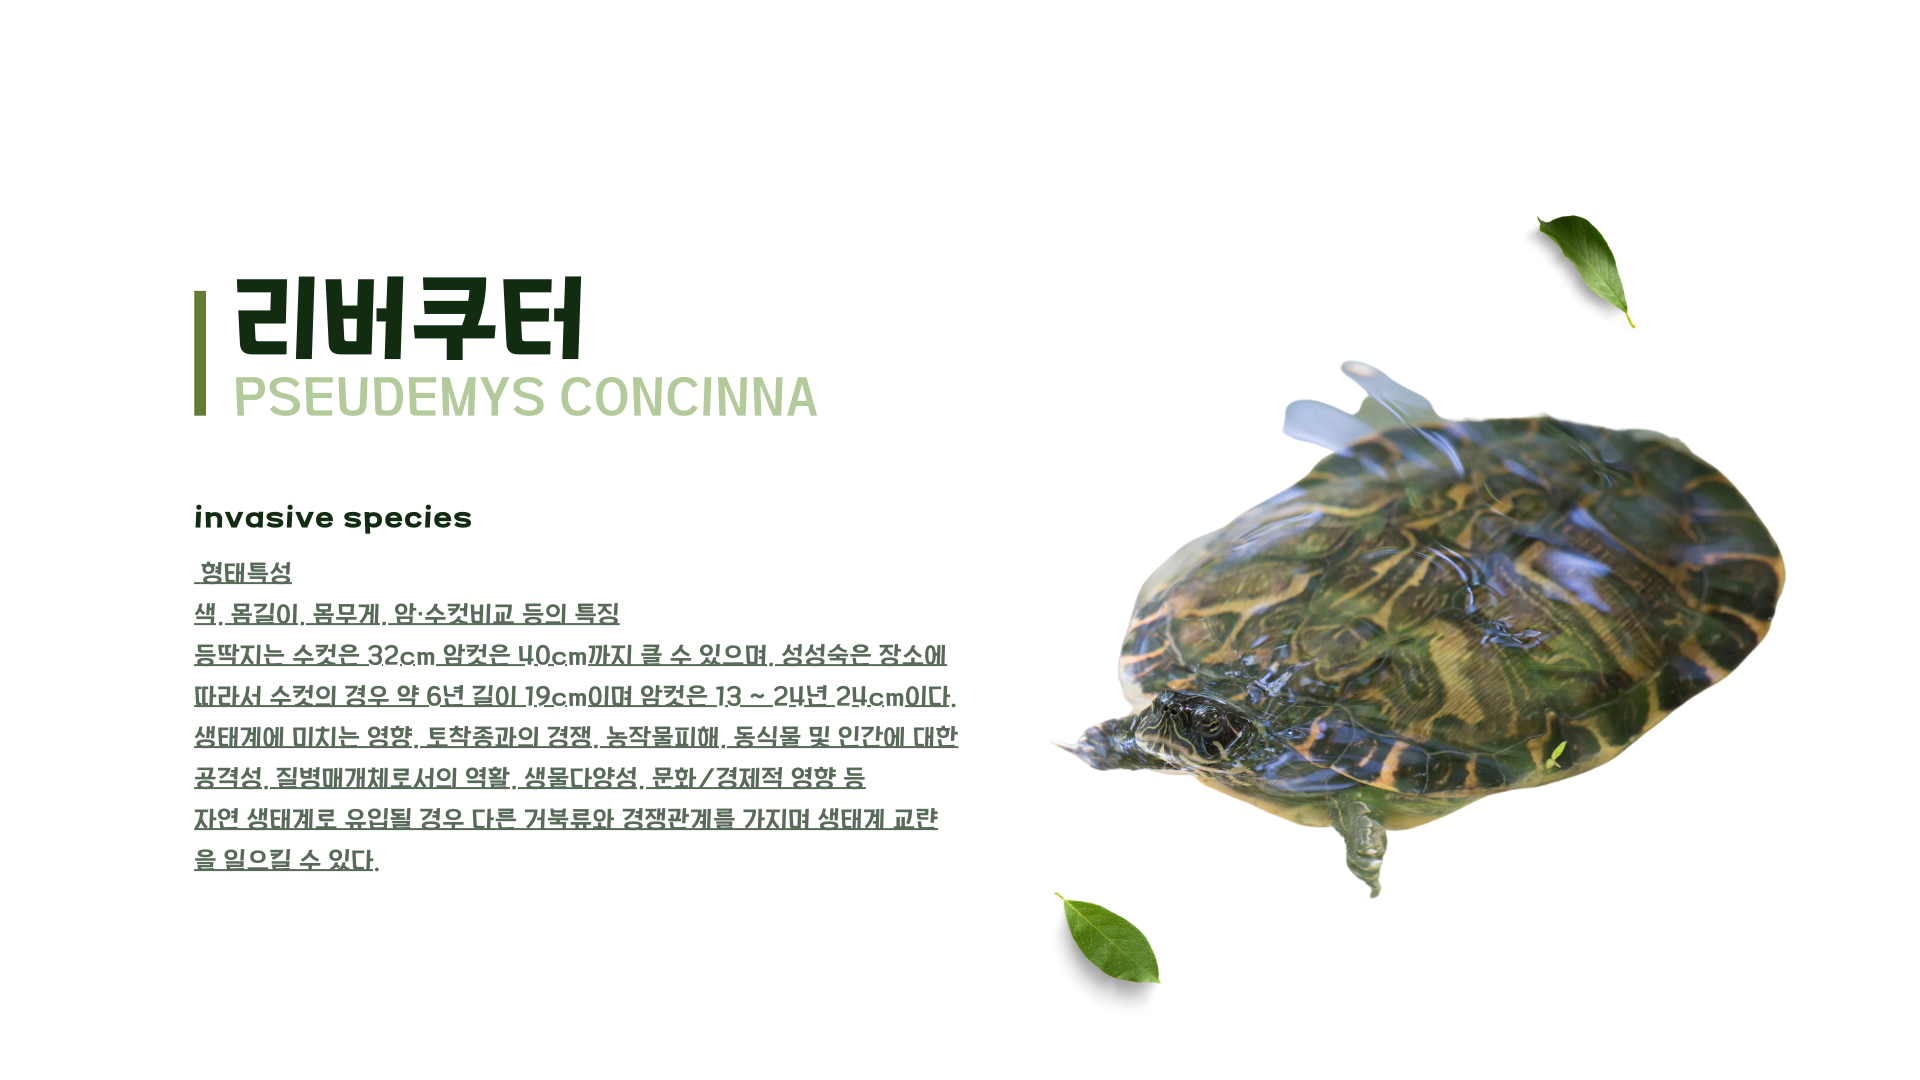 리버쿠터
PSEUDEMYS CONCINNA
invasive species
형태특성
색, 몸길이, 몸무게, 암·수컷비교 등의 특징
등딱지는 수컷은 32cm 암컷은 40cm까지 클 수 있으며, 성성숙은 장소에
따라서 수컷의 경우 약 6년 길이 19cm이며 암컷은 13 ~ 24년 24cm이다.
생태계에 미치는 영향, 토착종과의 경쟁, 농작물피해, 동식물 및 인간에 대한
공격성, 질병매개체로서의 역활, 생물다양성, 문화/경제적 영향 등
자연 생태계로 유입될 경우 다른 거북류와 경쟁관계를 가지며 생태계 교란
을 일으킬 수 있다.